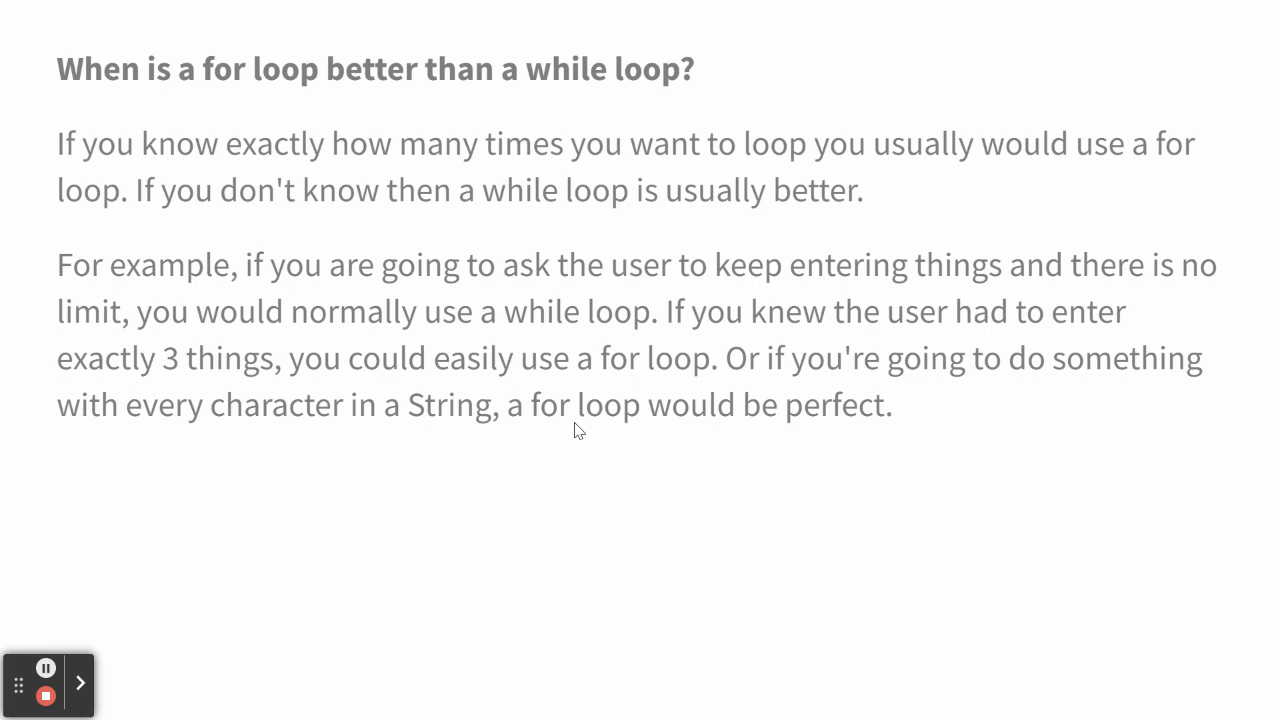 When is a for loop better than a while loop?
If you know exactly how many times you want to loop you usually would use a for
loop. If you don't know then a while loop is usually better.
For example, if you are going to ask the user to keep entering things and there is no
limit, you would normally use a while loop. If you knew the user had to enter
exactly 3 things, you could easily use a for loop. Or if you're going to do something
with every character in a String, a for loop would be perfect.